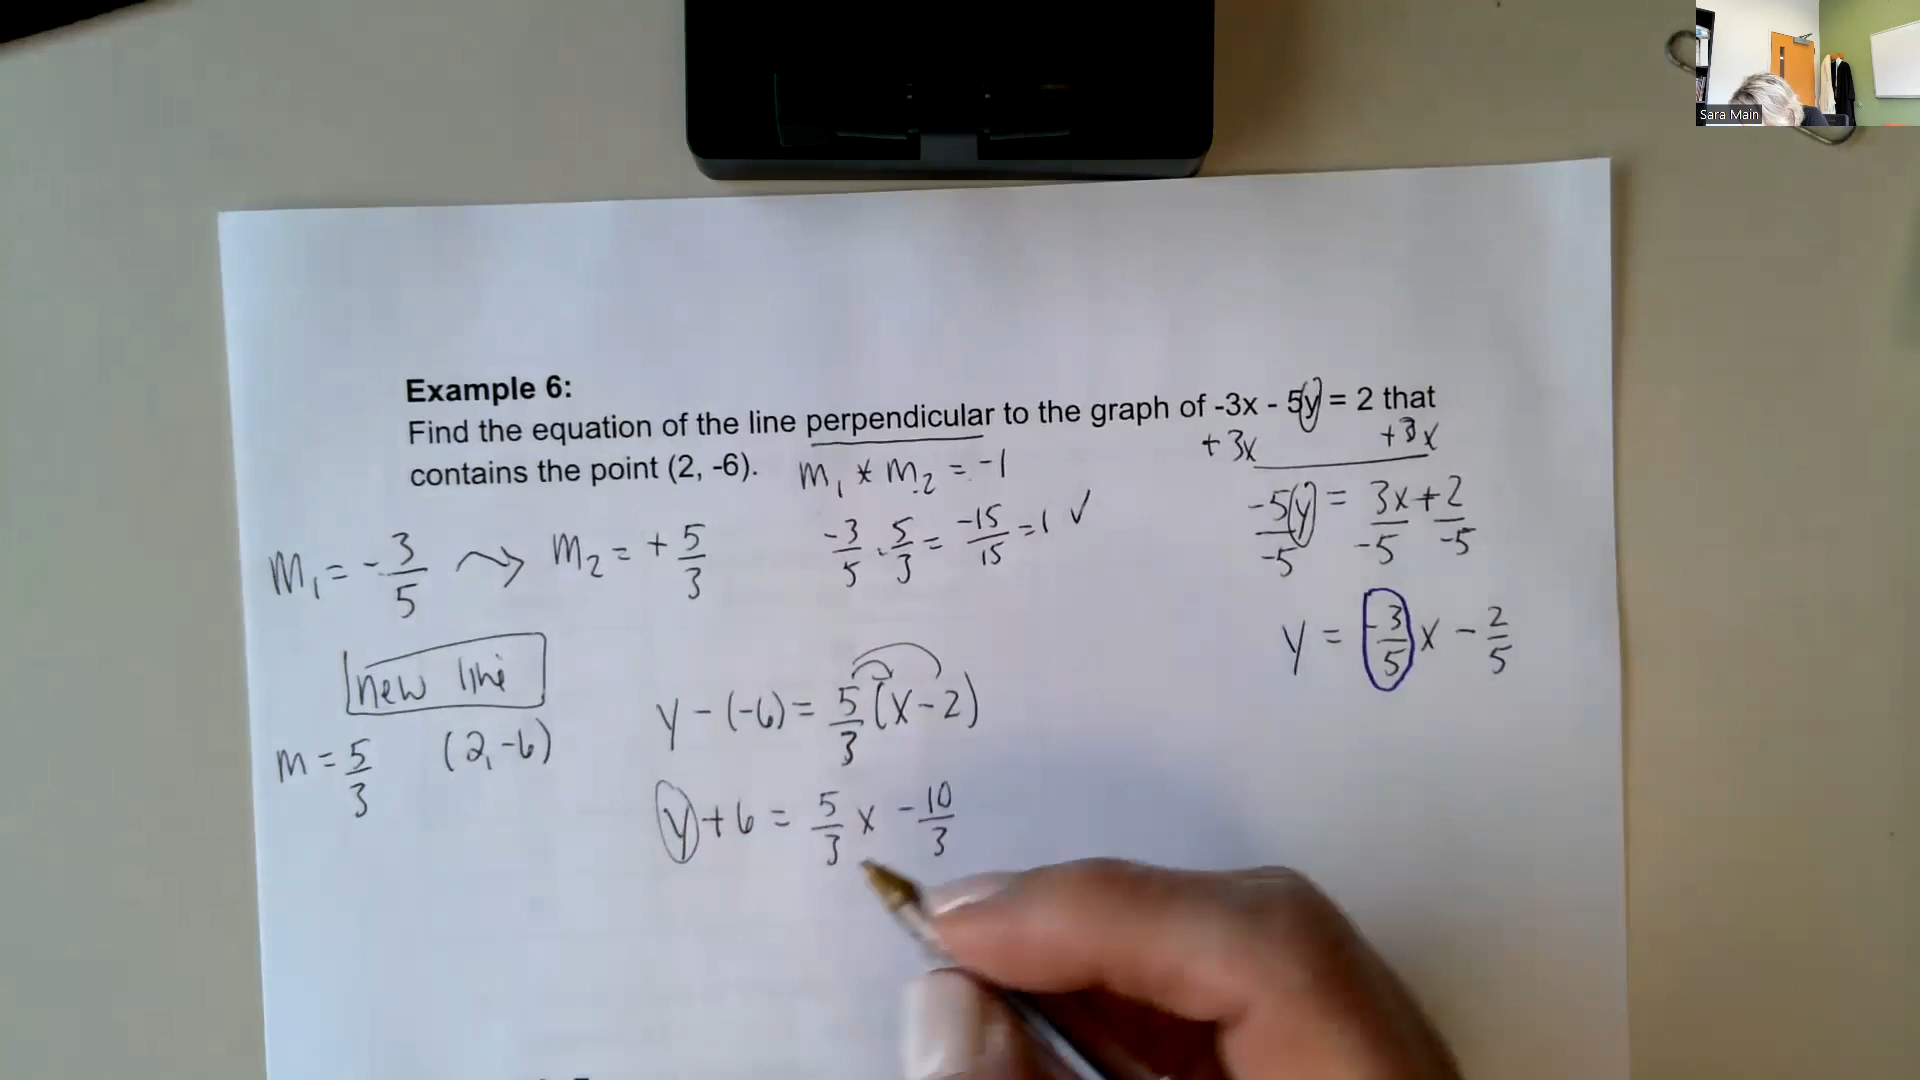 Sara Main
Example 6:
Find the equation of the line perpendicular to the graph of -3x - 5y = 2 that
+3x +3x
contains the point (2, -6). m₁ * m₂ = -1
-5y/-5 = 3x/-5 + 2/-5
m₁ = -3/5 ⟿ m₂ = +5/3
-3/5 · 5/3 = -15/15 = 1 ✓
y = -3/5 x - 2/5
new line
m = 5/3 (2, -6)
y - (-6) = 5/3 (x - 2)
y + 6 = 5/3 x - 10/3